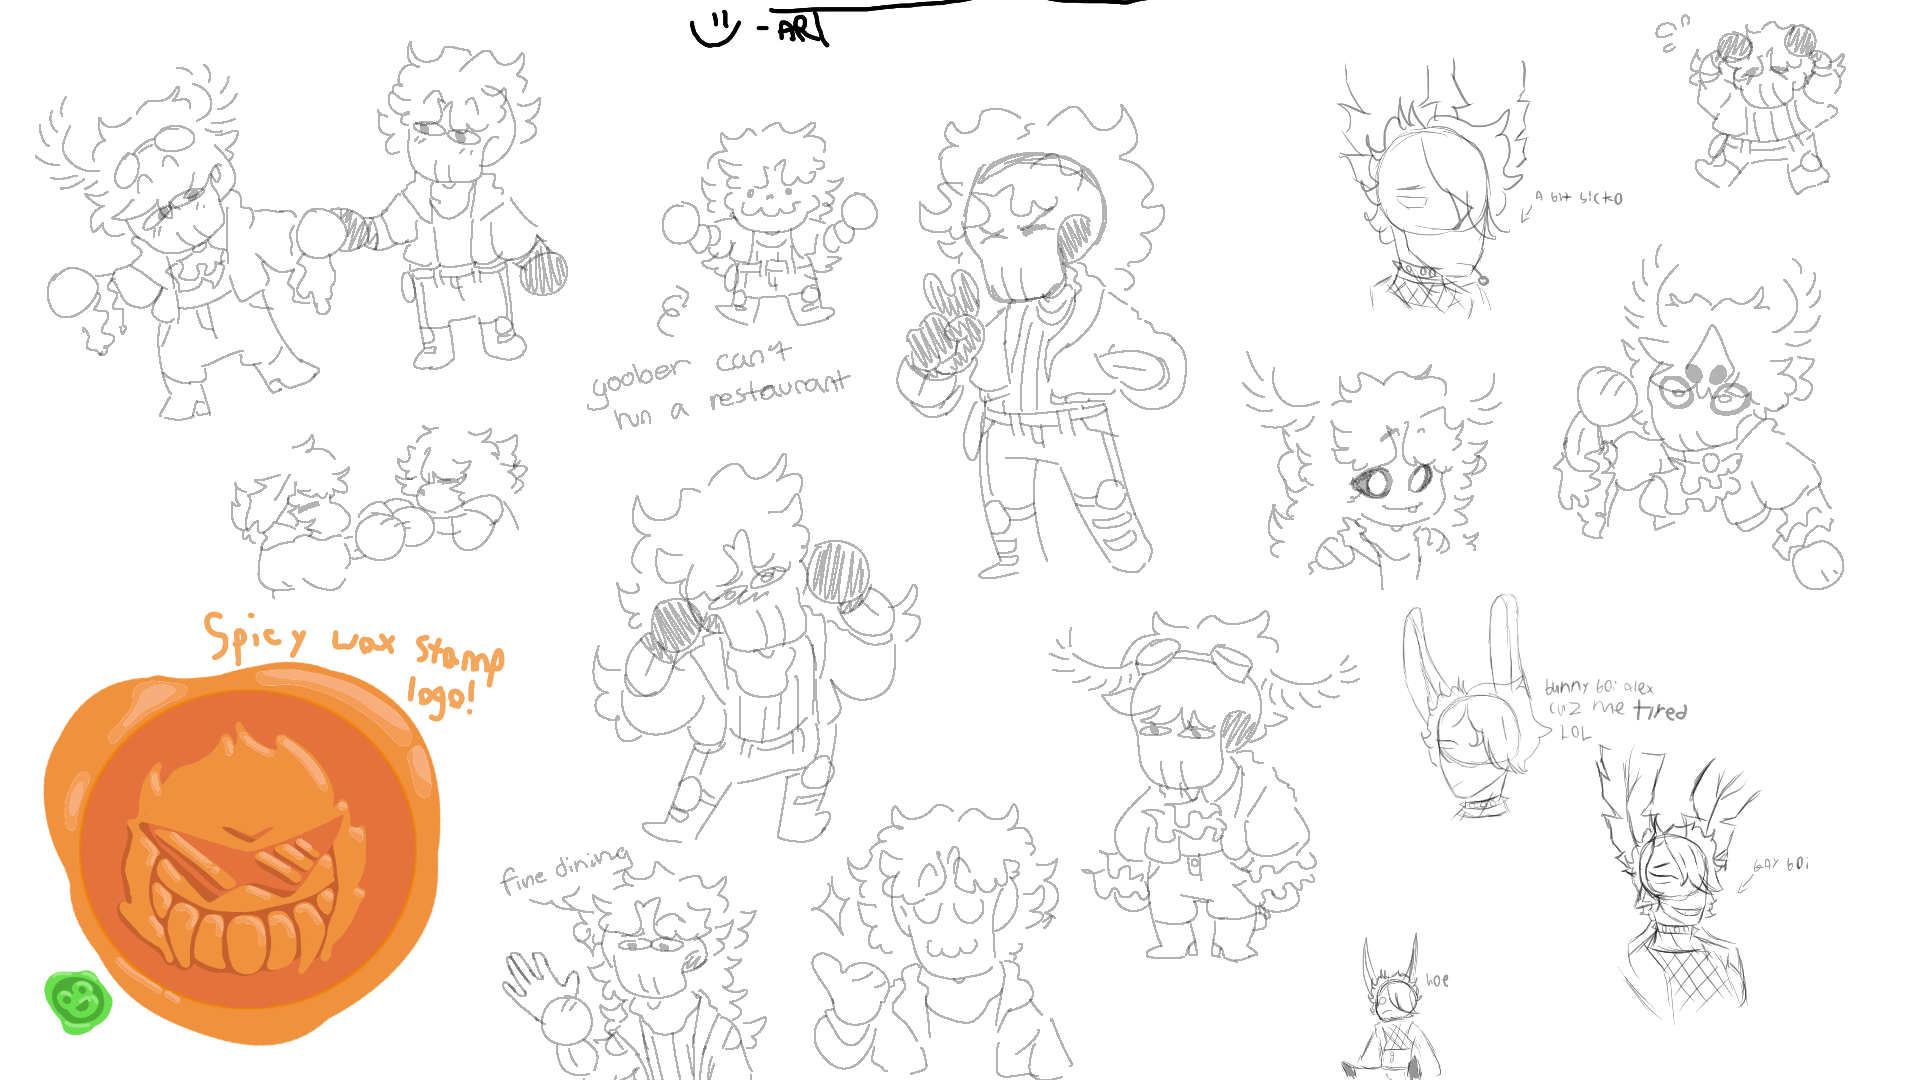 - ARI
A bit sicko
goober can't
run a restaurant
Spicy wax stamp
logo!
bunny boi alex
cuz me tired
LOL
fine dining
Gay boi
hoe